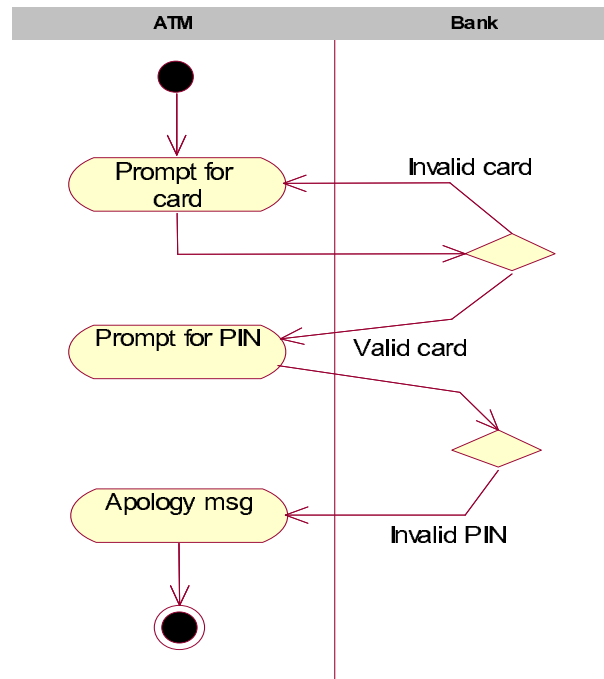 ATM
Bank
Invalid card
Prompt for
card
Prompt for PIN
Valid card
Apology msg
Invalid PIN